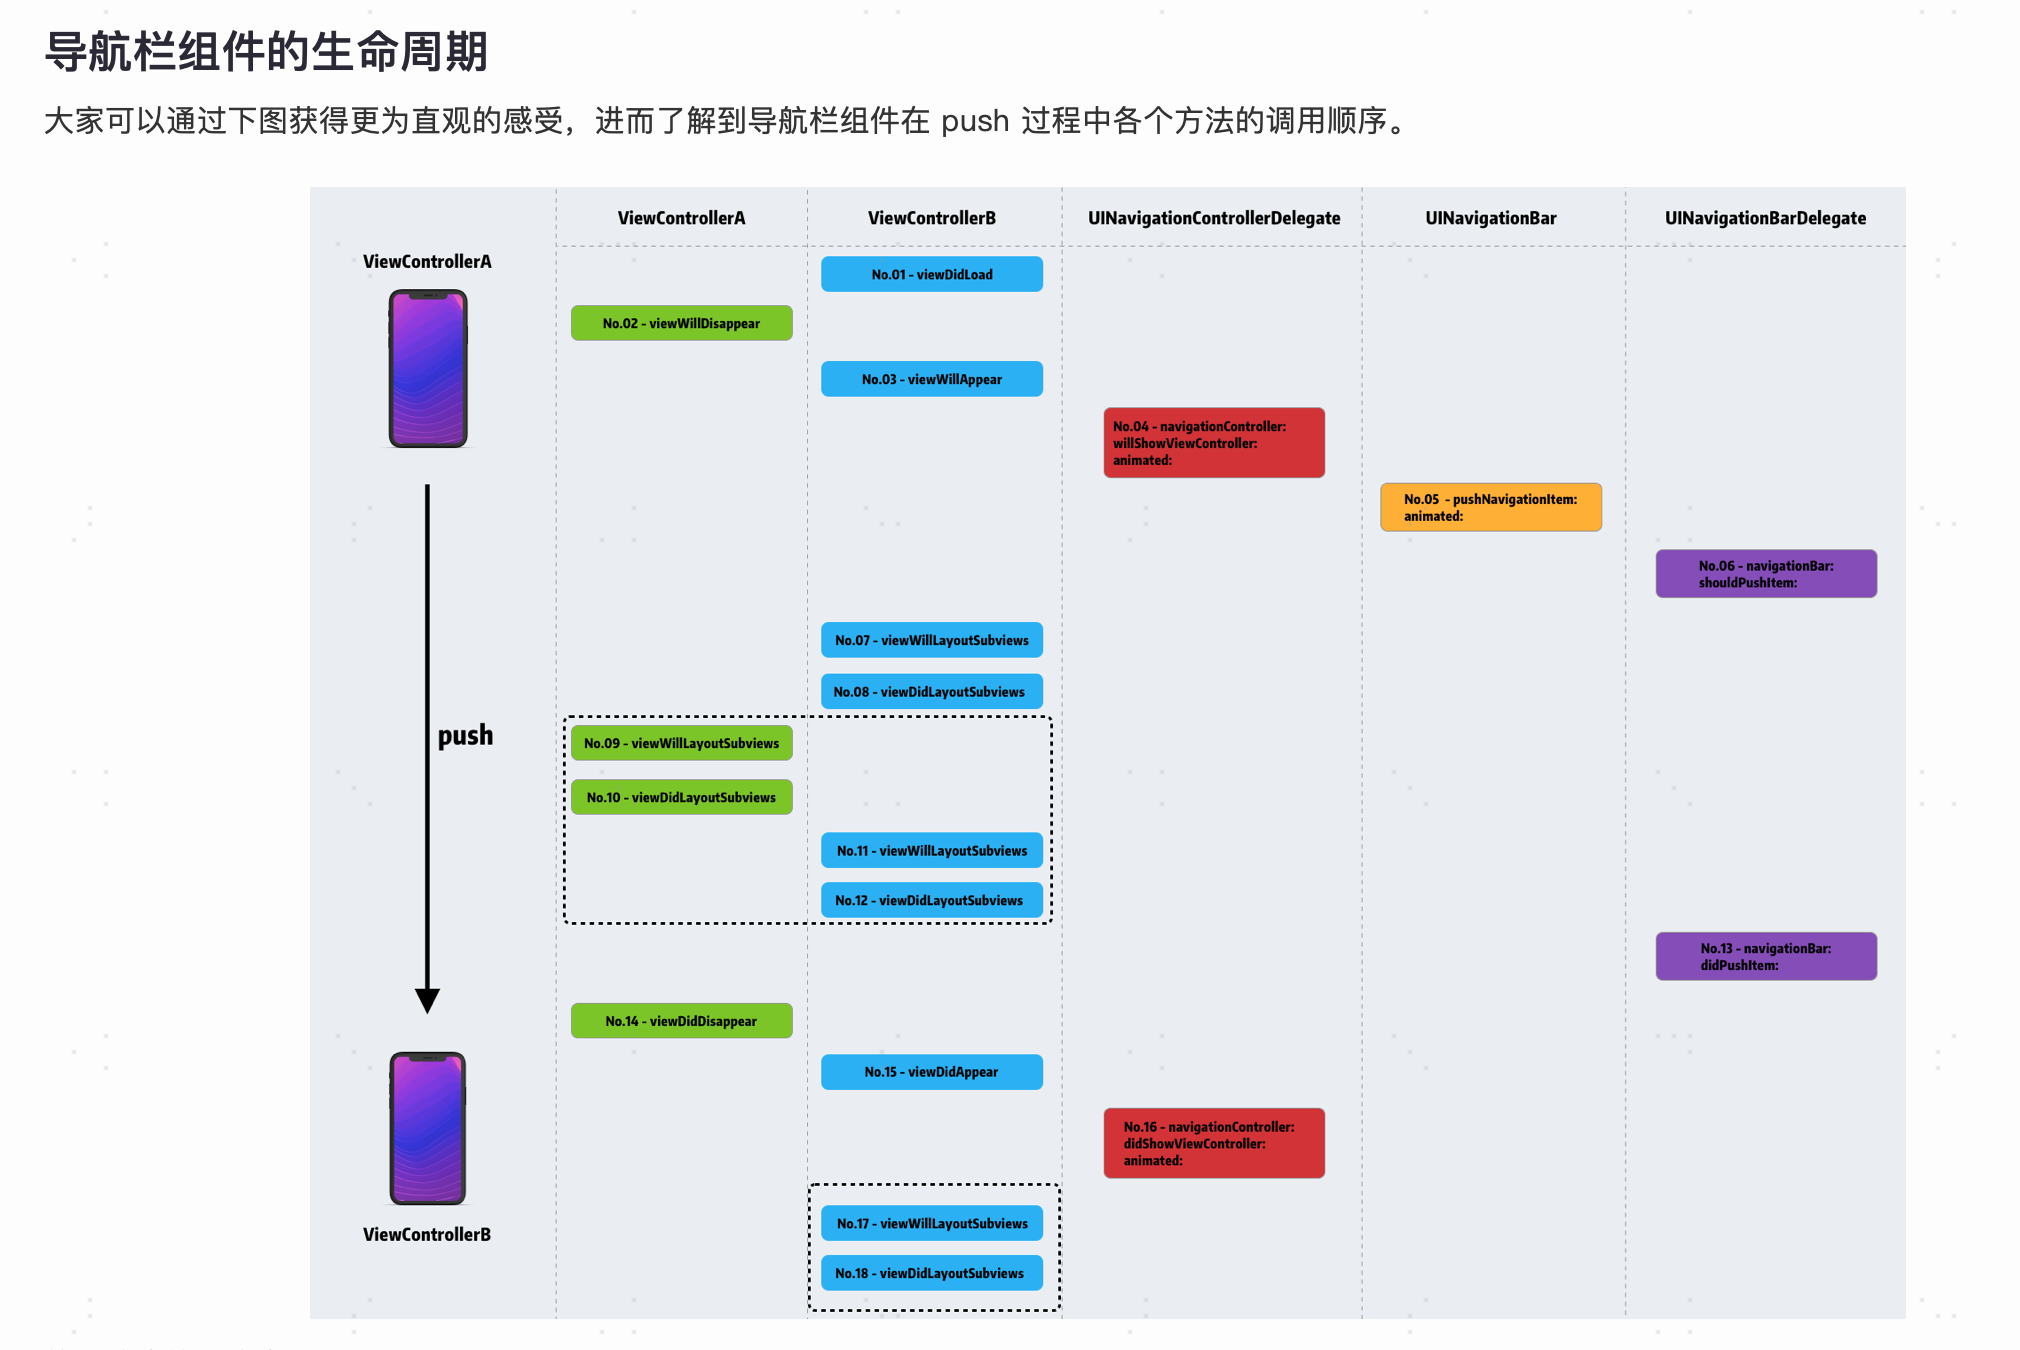 导航栏组件的生命周期
大家可以通过下图获得更为直观的感受，进而了解到导航栏组件在 push 过程中各个方法的调用顺序。
ViewControllerA
ViewControllerB
UINavigationControllerDelegate
UINavigationBar
UINavigationBarDelegate
ViewControllerA
No.01 - viewDidLoad
No.02 - viewWillDisappear
No.03 - viewWillAppear
No.04 - navigationController:
willShowViewController:
animated:
No.05 - pushNavigationItem:
animated:
No.06 - navigationBar:
shouldPushItem:
No.07 - viewWillLayoutSubviews
No.08 - viewDidLayoutSubviews
push
No.09 - viewWillLayoutSubviews
No.10 - viewDidLayoutSubviews
No.11 - viewWillLayoutSubviews
No.12 - viewDidLayoutSubviews
No.13 - navigationBar:
didPushItem:
No.14 - viewDidDisappear
No.15 - viewDidAppear
No.16 - navigationController:
didShowViewController:
animated:
No.17 - viewWillLayoutSubviews
ViewControllerB
No.18 - viewDidLayoutSubviews